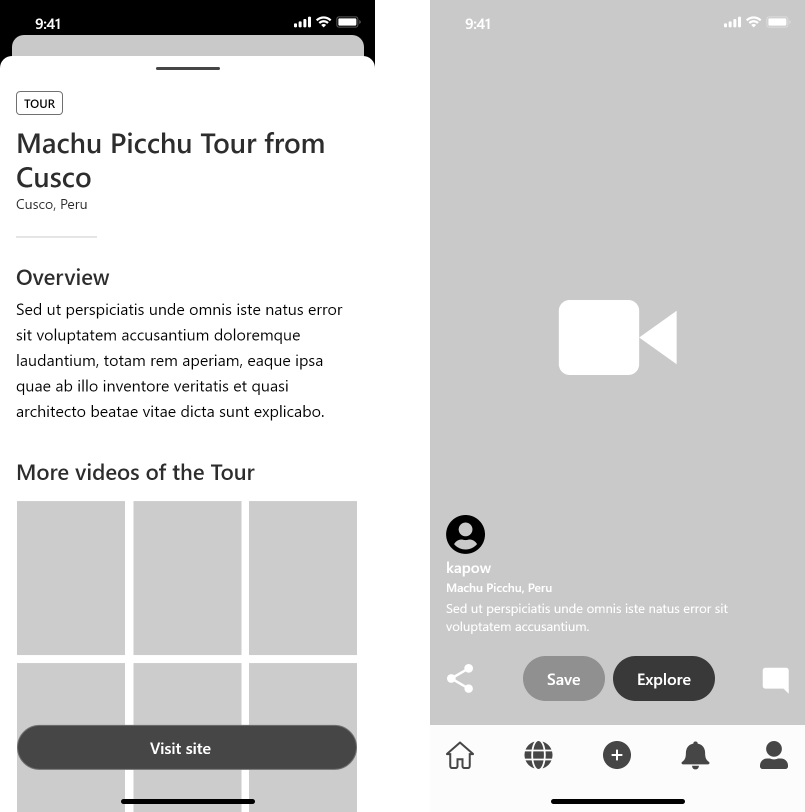 9:41
TOUR
Machu Picchu Tour from
Cusco
Cusco, Peru
Overview
Sed ut perspiciatis unde omnis iste natus error
sit voluptatem accusantium doloremque
laudantium, totam rem aperiam, eaque ipsa
quae ab illo inventore veritatis et quasi
architecto beatae vitae dicta sunt explicabo.
More videos of the Tour
Visit site
9:41
kapow
Machu Picchu, Peru
Sed ut perspiciatis unde omnis iste natus error sit
voluptatem accusantium.
Save
Explore